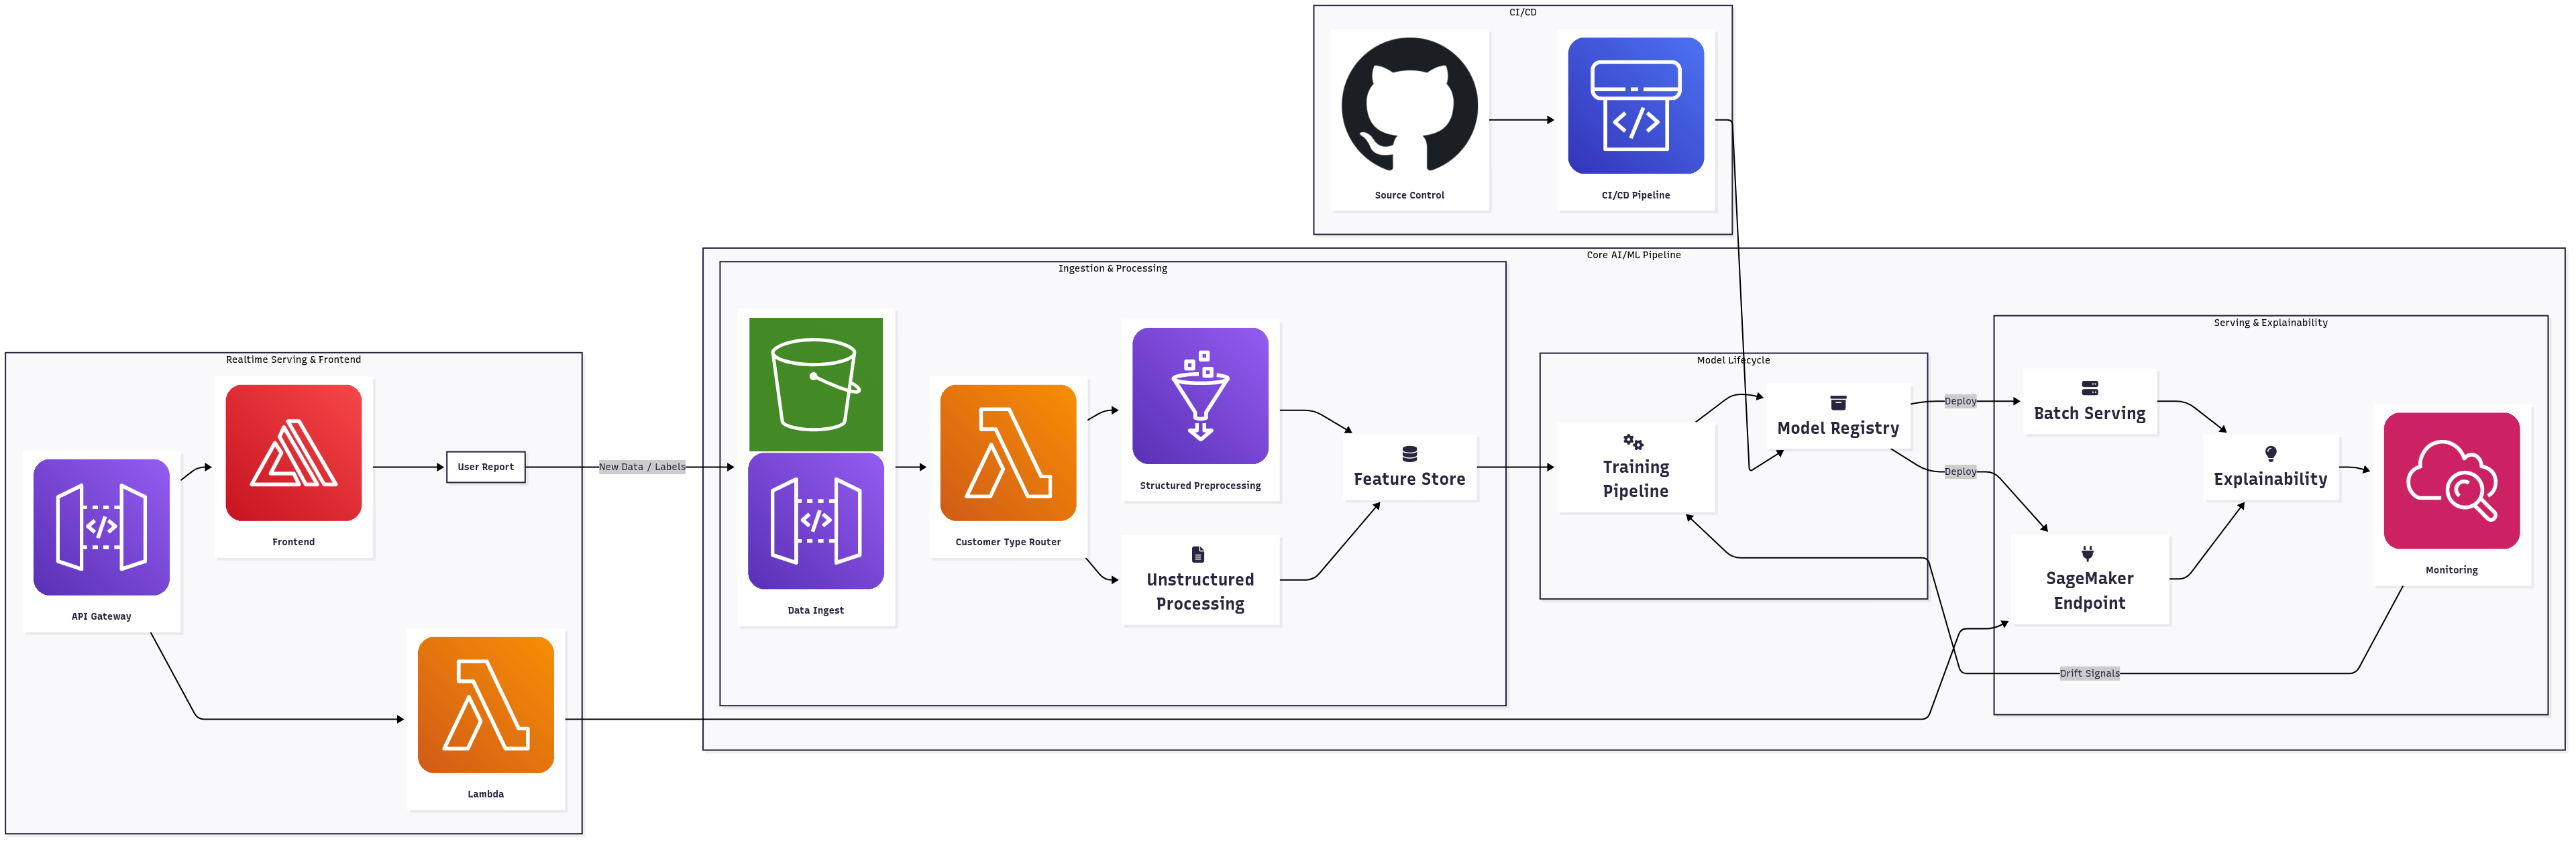 CI/CD
Source Control
CI/CD Pipeline
Core AI/ML Pipeline
Ingestion & Processing
Serving & Explainability
Realtime Serving & Frontend
Model Lifecycle
Batch Serving
Model Registry
Deploy
User Report
New Data / Labels
Structured Preprocessing
Feature Store
Training
Pipeline
Deploy
Explainability
Frontend
Customer Type Router
Monitoring
Unstructured
Processing
SageMaker
Endpoint
Data Ingest
API Gateway
Drift Signals
Lambda